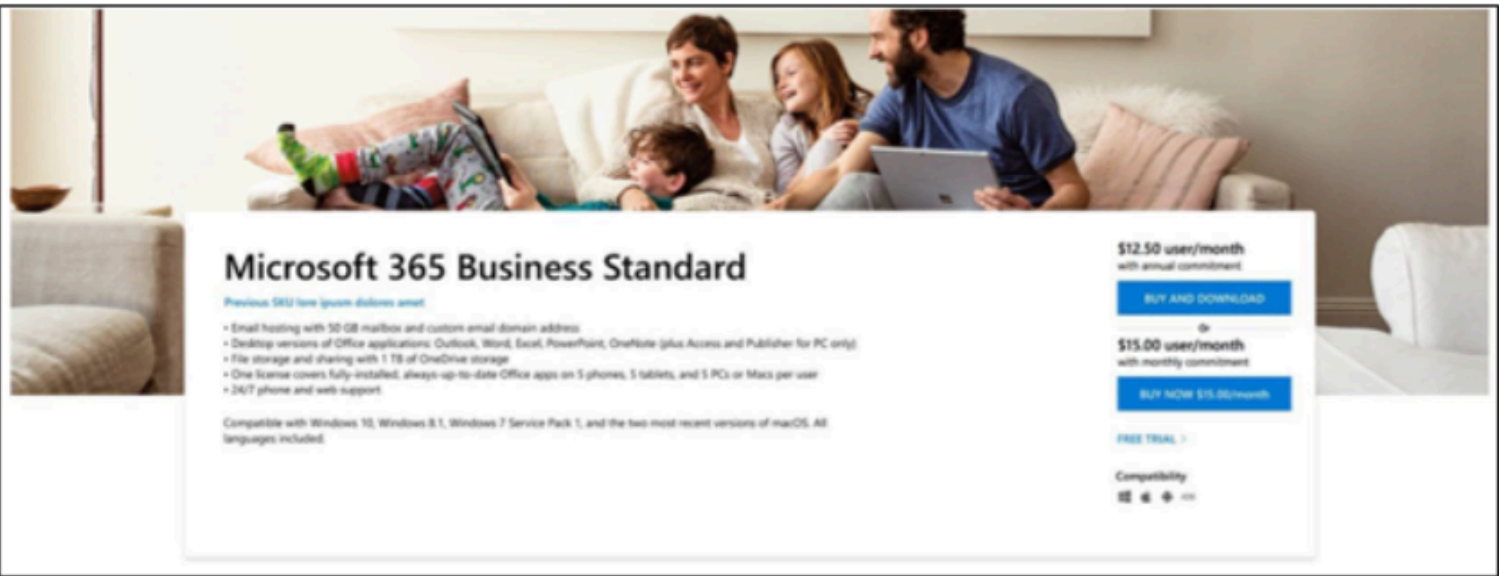 Microsoft 365 Business Standard
Previous SKU lore ipsum dolores amet
• Email hosting with 50 GB mailbox and custom email domain address
• Desktop versions of Office applications: Outlook, Word, Excel, PowerPoint, OneNote (plus Access and Publisher for PC only)
• File storage and sharing with 1 TB of OneDrive storage
• One license covers fully-installed, always-up-to-date Office apps on 5 phones, 5 tablets, and 5 PCs or Macs per user
• 24/7 phone and web support
Compatible with Windows 10, Windows 8.1, Windows 7 Service Pack 1, and the two most recent versions of macOS. All
languages included.
$12.50 user/month
with annual commitment
BUY AND DOWNLOAD
Or
$15.00 user/month
with monthly commitment
BUY NOW $15.00/month
FREE TRIAL >
Compatibility
iOS